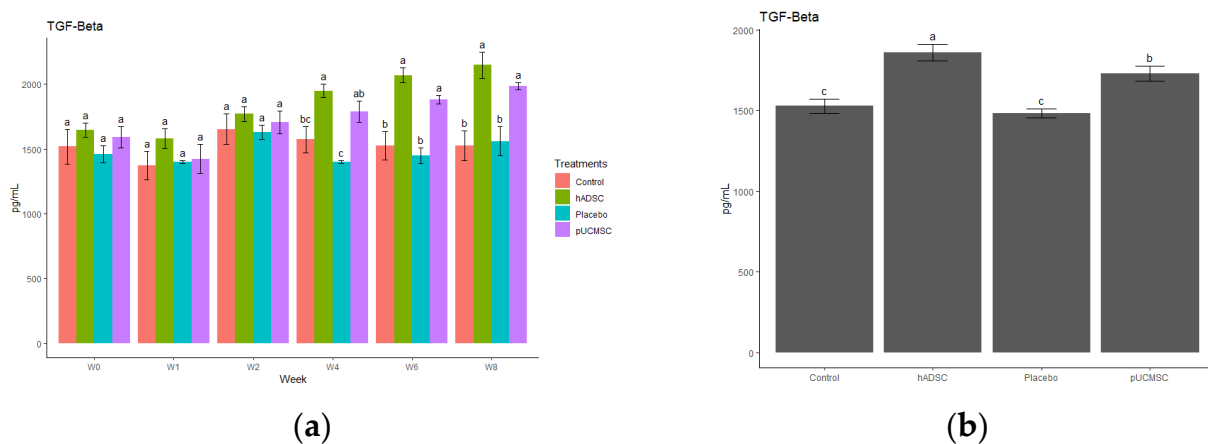 TGF-Beta
pg/mL
2000
1500
1000
500
0
a a a a
a a a a
a a a a
bc a c ab
b a b a
b a b a
W0 W1 W2 W4 W6 W8
Week
Treatments
Control
hADSC
Placebo
pUCMSC
(a)
TGF-Beta
pg/mL
2000
1500
1000
500
0
c a c b
Control hADSC Placebo pUCMSC
(b)